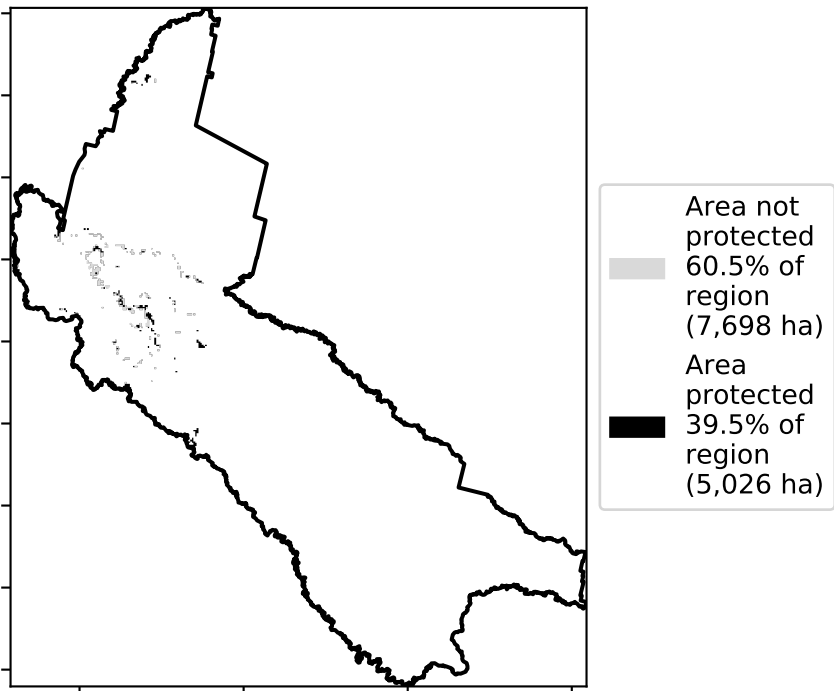 Area not
protected
60.5% of
region
(7,698 ha)
Area
protected
39.5% of
region
(5,026 ha)